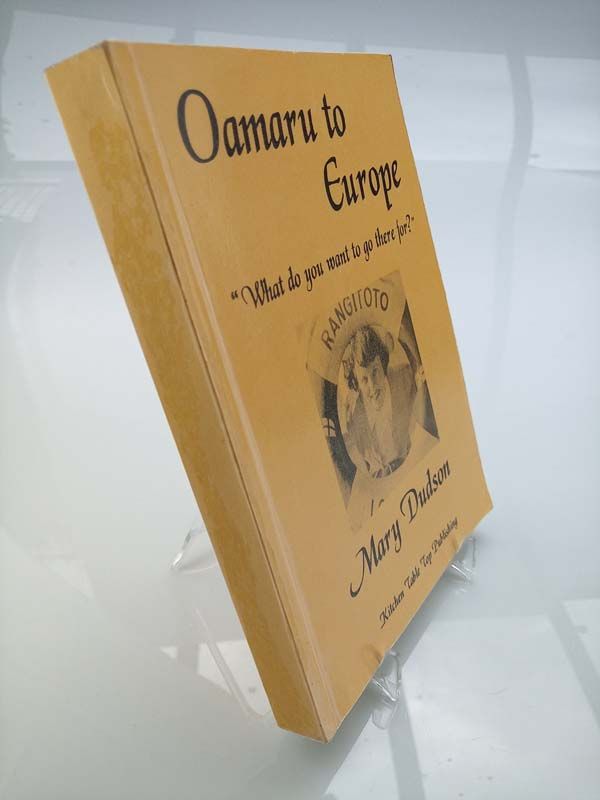 Oamaru to
Europe
"What do you want to go there for?"
RANGITOTO
Mary Dudson
Kitchen Table Top Publishing